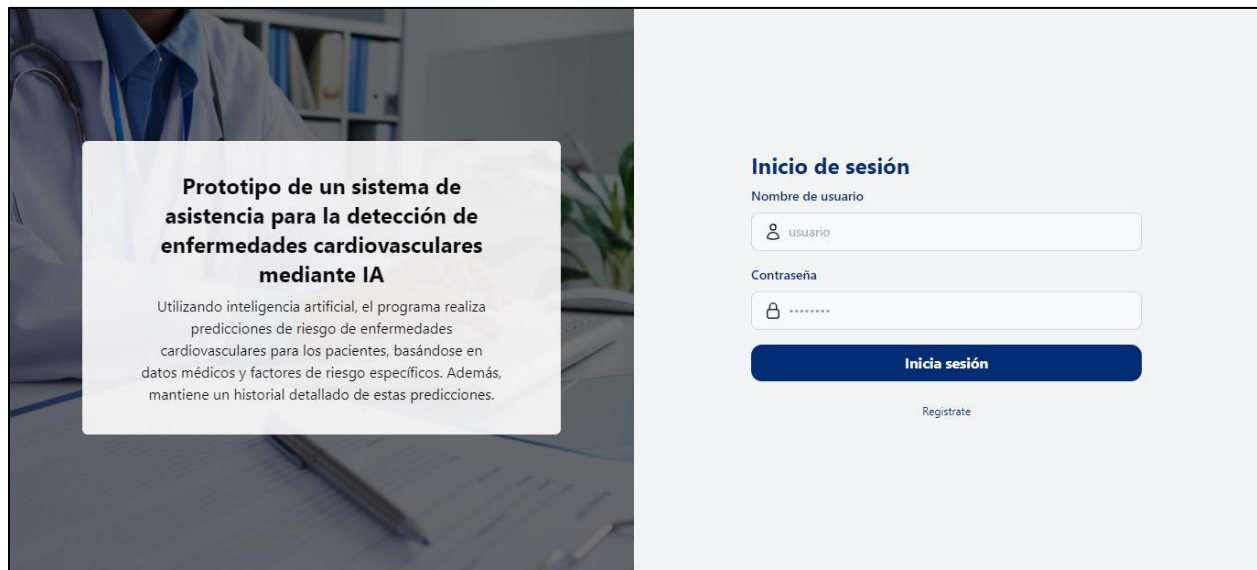 Prototipo de un sistema de
asistencia para la detección de
enfermedades cardiovasculares
mediante IA
Utilizando inteligencia artificial, el programa realiza
predicciones de riesgo de enfermedades
cardiovasculares para los pacientes, basándose en
datos médicos y factores de riesgo específicos. Además,
mantiene un historial detallado de estas predicciones.
Inicio de sesión
Nombre de usuario
usuario
Contraseña
••••••••
Inicia sesión
Registrate